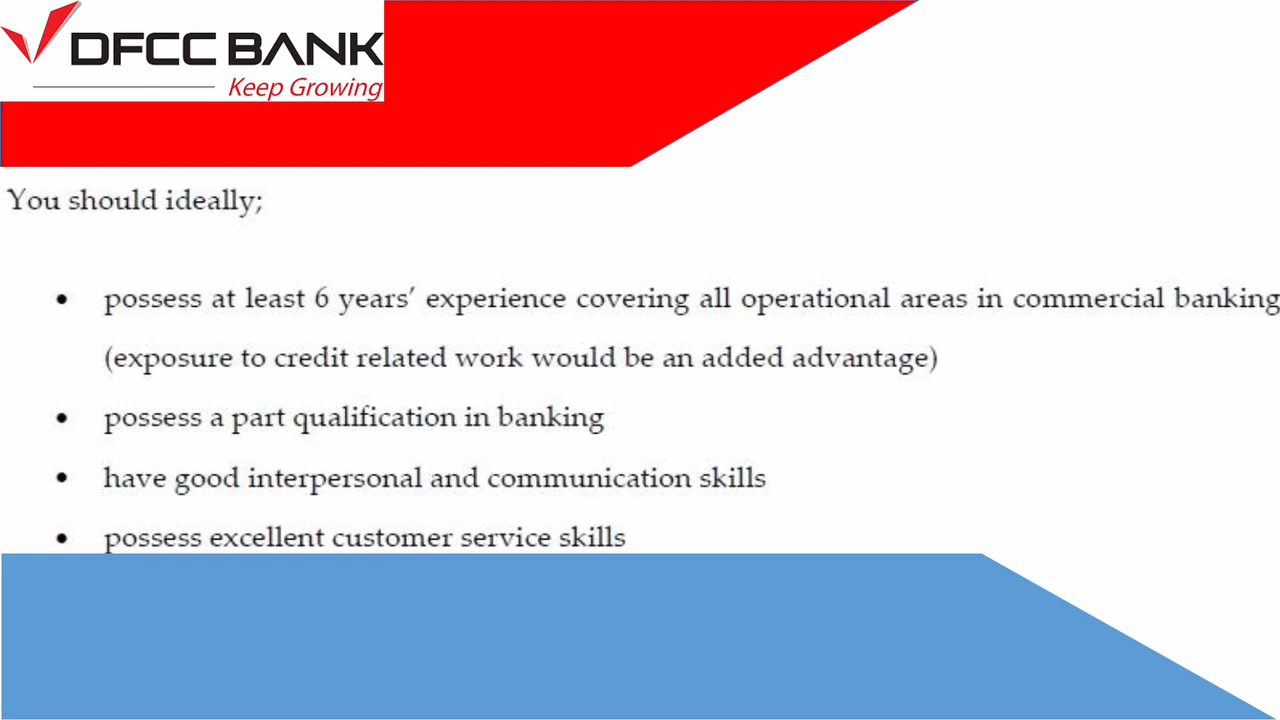 DFCC BANK
Keep Growing
You should ideally;
• possess at least 6 years’ experience covering all operational areas in commercial banking
(exposure to credit related work would be an added advantage)
• possess a part qualification in banking
• have good interpersonal and communication skills
• possess excellent customer service skills